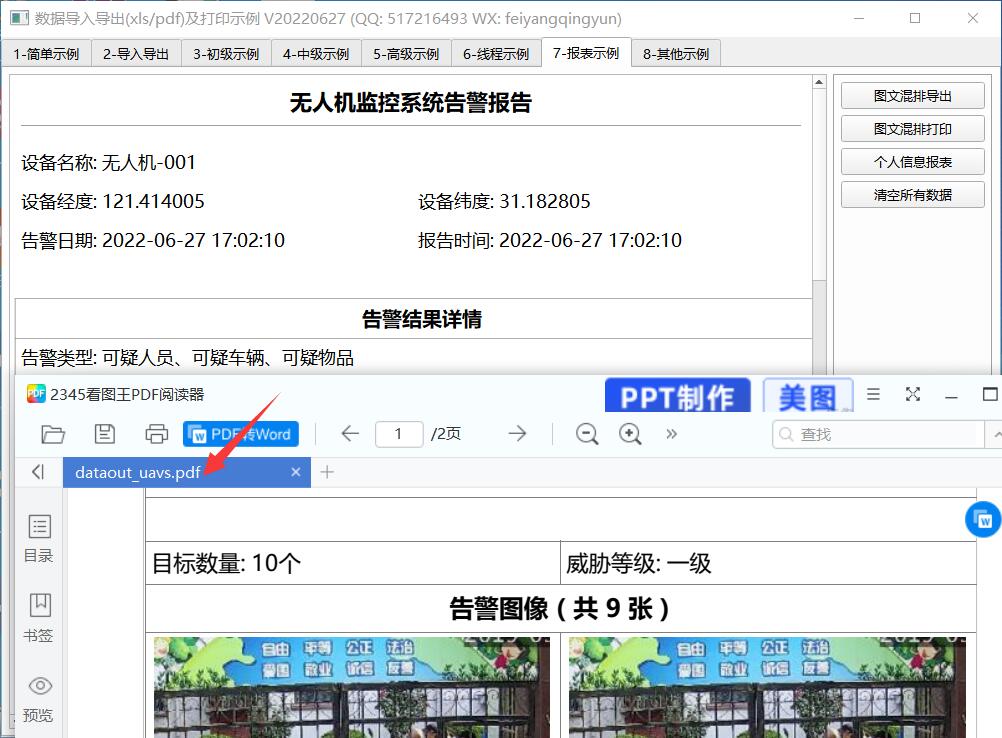 数据导入导出(xls/pdf)及打印示例 V20220627 (QQ: 517216493 WX: feiyangqingyun)
1-简单示例 2-导入导出 3-初级示例 4-中级示例 5-高级示例 6-线程示例 7-报表示例 8-其他示例
无人机监控系统告警报告
图文混排导出
图文混排打印
个人信息报表
清空所有数据
设备名称: 无人机-001
设备经度: 121.414005 设备纬度: 31.182805
告警日期: 2022-06-27 17:02:10 报告时间: 2022-06-27 17:02:10
告警结果详情
告警类型: 可疑人员、可疑车辆、可疑物品
2345看图王PDF阅读器 PPT制作 美图
PDF转Word 1 /2页 查找
dataout_uavs.pdf
目录
书签
预览
目标数量: 10个 威胁等级: 一级
告警图像 ( 共 9 张 )
自由 平等 公正 法治 自由 平等 公正 法治
爱国 敬业 诚信 友善 爱国 敬业 诚信 友善